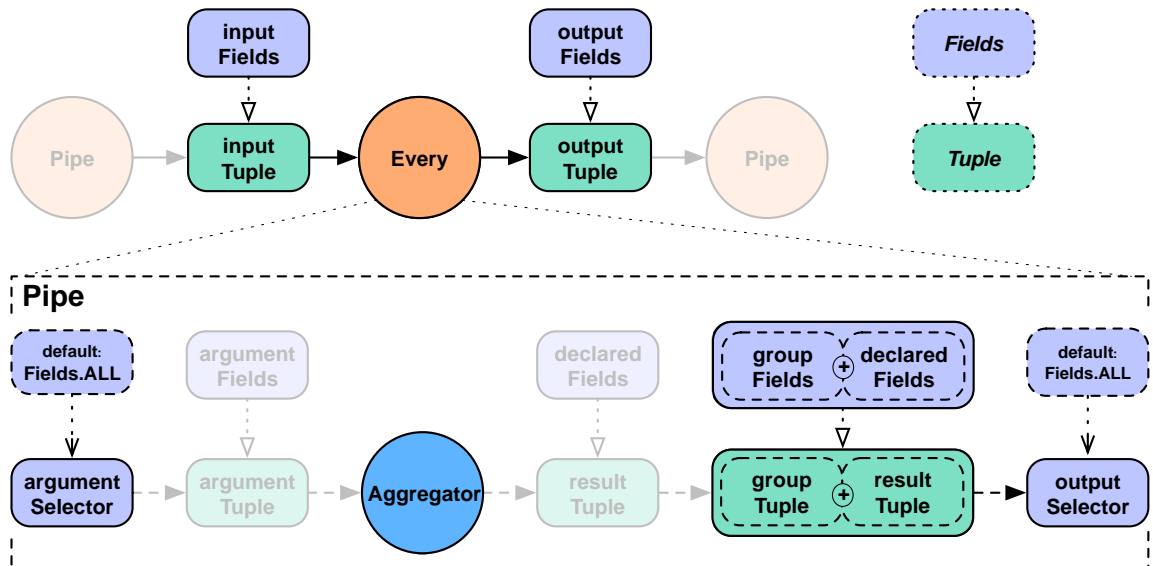 input
Fields
output
Fields
Fields
Pipe
input
Tuple
Every
output
Tuple
Pipe
Tuple
Pipe
default:
Fields.ALL
argument
Fields
declared
Fields
group
Fields
+
declared
Fields
default:
Fields.ALL
argument
Selector
argument
Tuple
Aggregator
result
Tuple
group
Tuple
+
result
Tuple
output
Selector